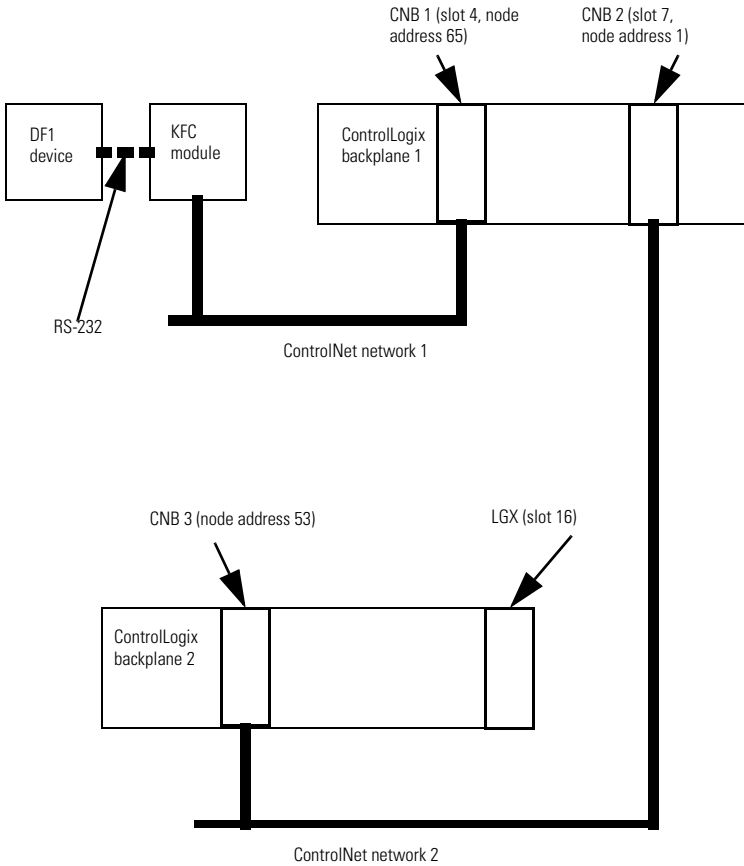 CNB 1 (slot 4, node
address 65)
CNB 2 (slot 7,
node address 1)
DF1
device
KFC
module
ControlLogix
backplane 1
RS-232
ControlNet network 1
CNB 3 (node address 53)
LGX (slot 16)
ControlLogix
backplane 2
ControlNet network 2